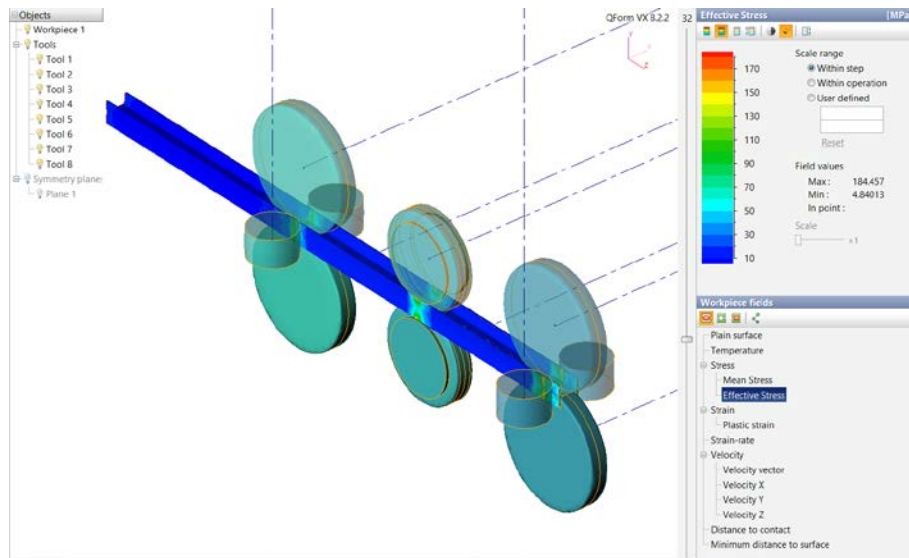 Objects
Workpiece 1
Tools
Tool 1
Tool 2
Tool 3
Tool 4
Tool 5
Tool 6
Tool 7
Tool 8
Symmetry plane
Plane 1
QForm VX 8.2.2
32
Effective Stress [MPa
170
150
130
110
90
70
50
30
10
Scale range
Within step
Within operation
User defined
Reset
Field values
Max : 184.457
Min : 4.84013
In point :
Scale
×1
Workpiece fields
Plain surface
Temperature
Stress
Mean Stress
Effective Stress
Strain
Plastic strain
Strain-rate
Velocity
Velocity vector
Velocity X
Velocity Y
Velocity Z
Distance to contact
Minimum distance to surface